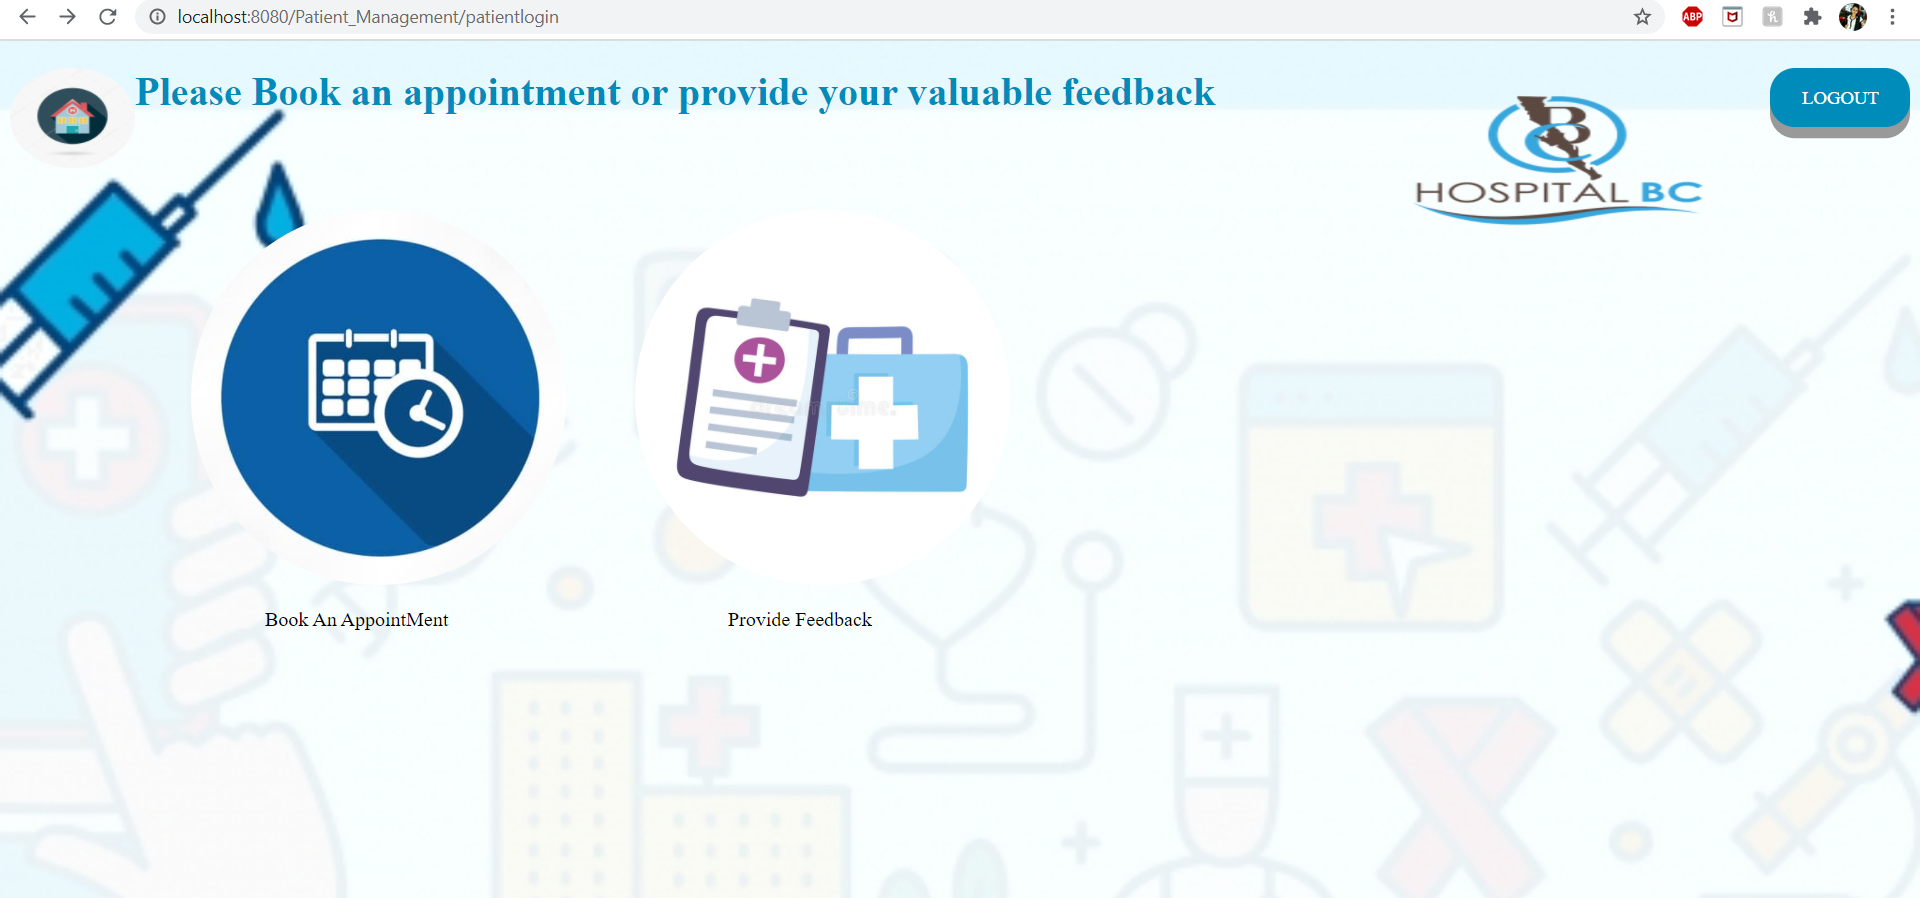 localhost:8080/Patient_Management/patientlogin
ABP
Please Book an appointment or provide your valuable feedback
LOGOUT
BC
HOSPITAL BC
Book An AppointMent
Provide Feedback